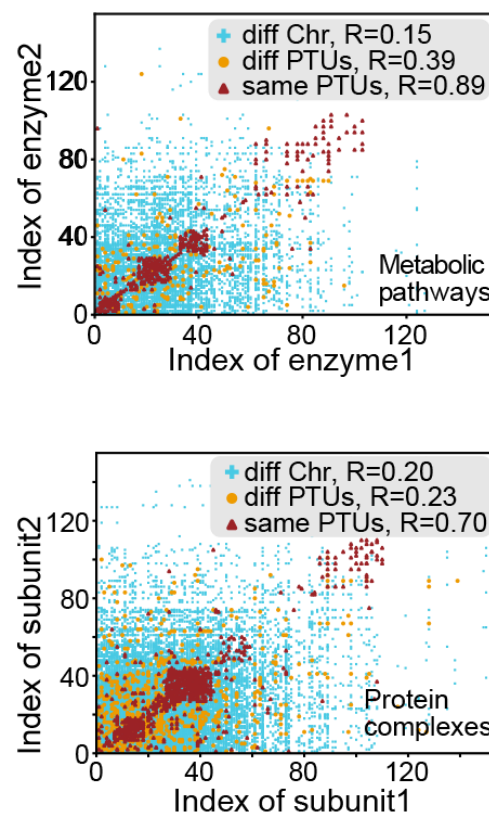 diff Chr, R=0.15
diff PTUs, R=0.39
same PTUs, R=0.89
Index of enzyme2
120
80
40
0
Metabolic
pathways
0 40 80 120
Index of enzyme1
diff Chr, R=0.20
diff PTUs, R=0.23
same PTUs, R=0.70
Index of subunit2
120
80
40
0
Protein
complexes
0 40 80 120
Index of subunit1